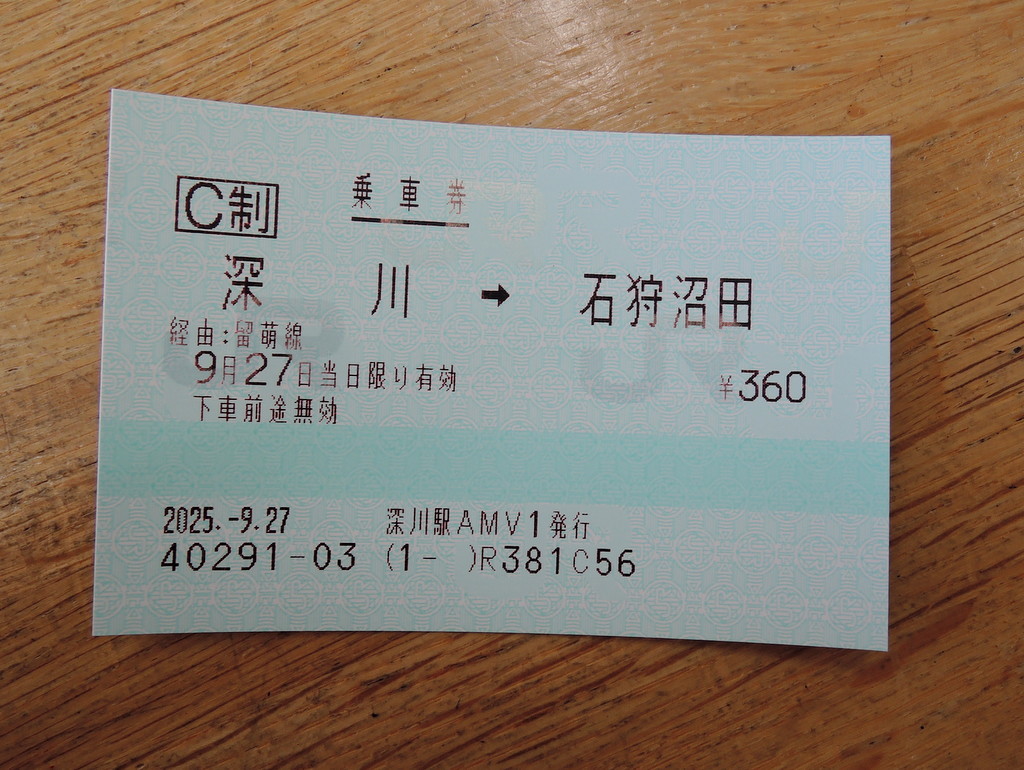 C制 乗車券
深川 → 石狩沼田
経由:留萌線
9月27日当日限り有効 ¥360
下車前途無効
2025.-9.27 深川駅AMV1発行
40291-03 (1- )R381C56